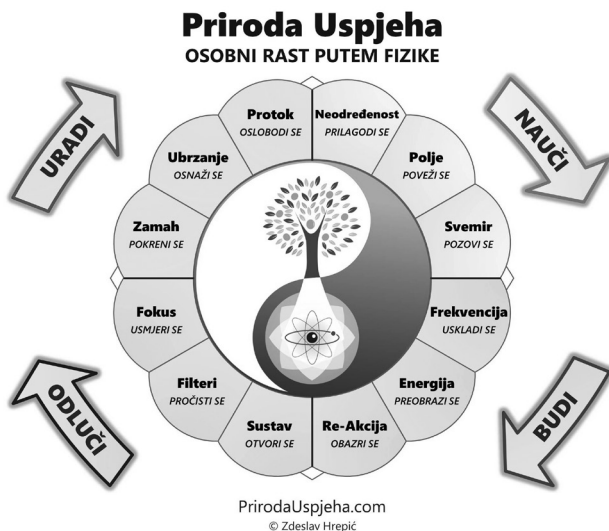 Priroda Uspjeha
OSOBNI RAST PUTEM FIZIKE
URADI
NAUČI
Protok
OSLOBODI SE
Neodređenost
PRILAGODI SE
Ubrzanje
OSNAŽI SE
Polje
POVEŽI SE
Zamah
POKRENI SE
Svemir
POZOVI SE
Fokus
USMJERI SE
Frekvencija
USKLADI SE
Filteri
PROČISTI SE
Energija
PREOBRAZI SE
Sustav
OTVORI SE
Re-Akcija
OBAZRI SE
ODLUČI
BUDI
PrirodaUspjeha.com
© Zdeslav Hrepić